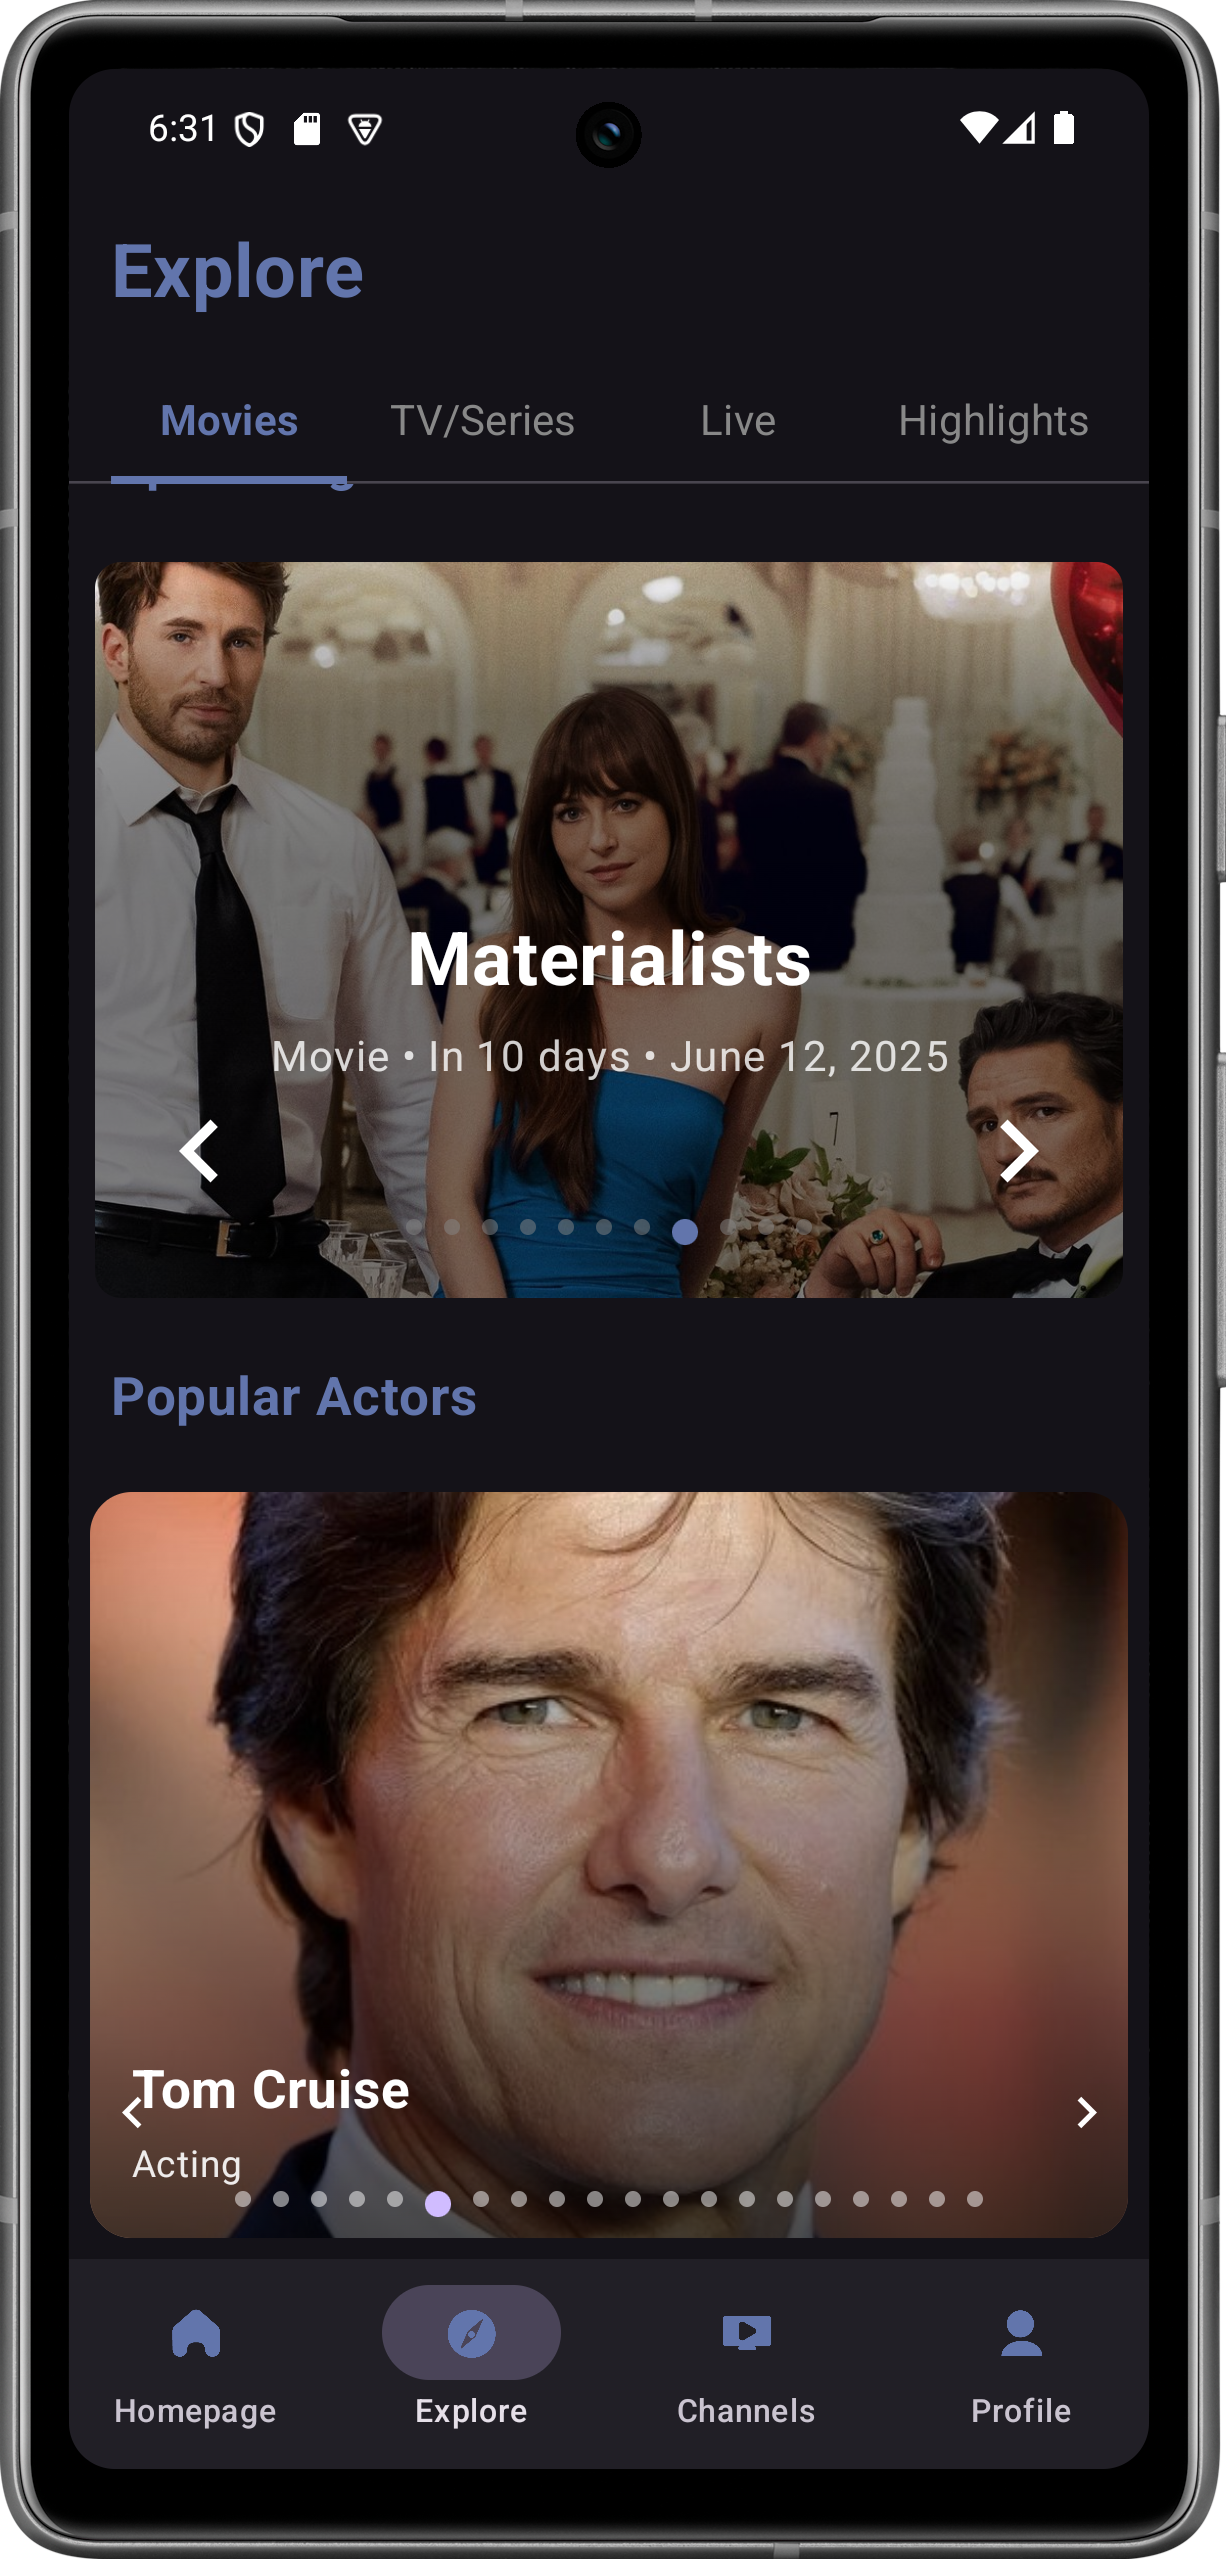 6:31
Explore
Movies TV/Series Live Highlights
Materialists
Movie • In 10 days • June 12, 2025
Popular Actors
Tom Cruise
Acting
Homepage Explore Channels Profile